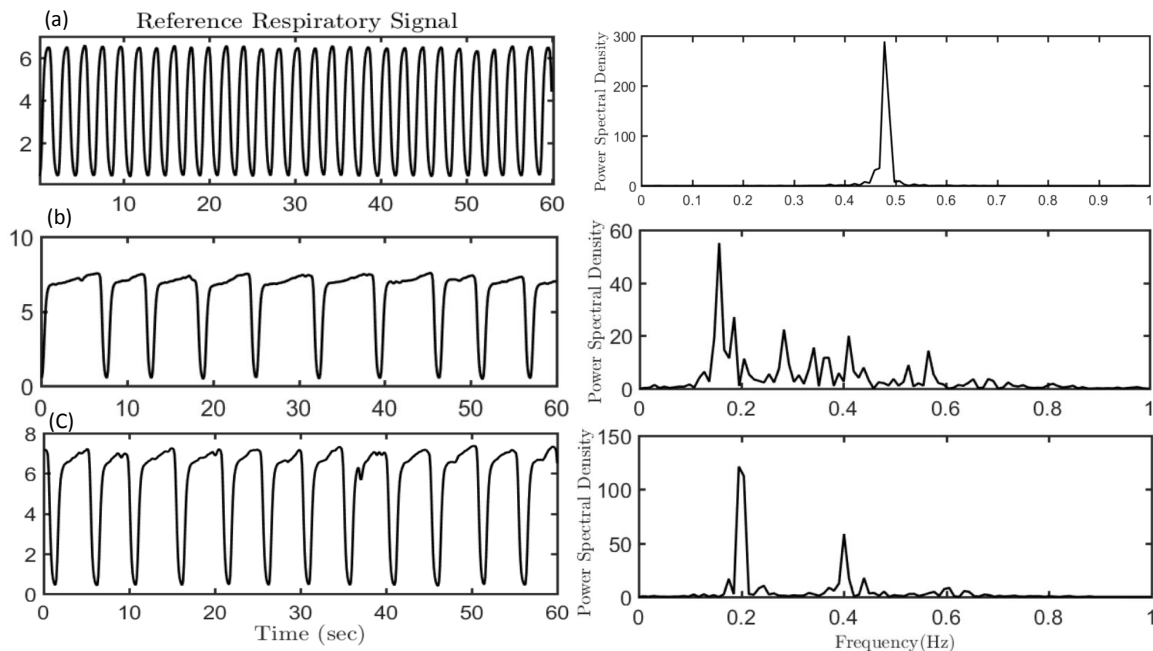 (a)
Reference Respiratory Signal
6
4
2
10 20 30 40 50 60
Power Spectral Density
300
200
100
0
0 0.1 0.2 0.3 0.4 0.5 0.6 0.7 0.8 0.9 1
(b)
10
5
0
0 10 20 30 40 50 60
Power Spectral Density
60
40
20
0
0 0.2 0.4 0.6 0.8 1
(C)
8
6
4
2
0
0 10 20 30 40 50 60
Time (sec)
Power Spectral Density
150
100
50
0
0 0.2 0.4 0.6 0.8 1
Frequency(Hz)